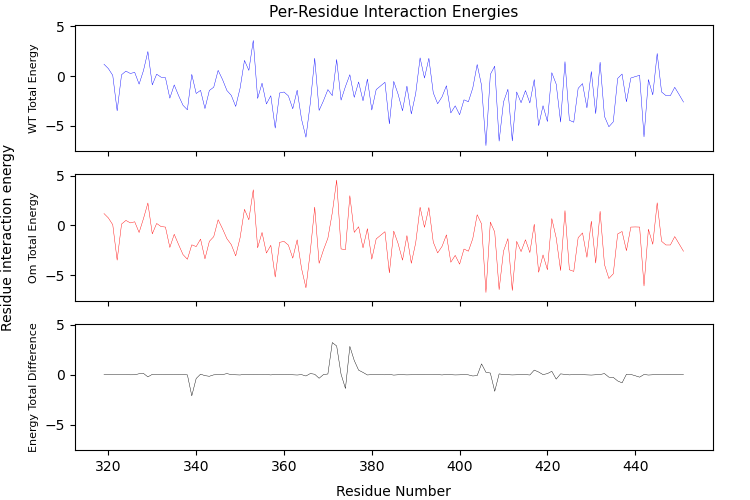 Per-Residue Interaction Energies
Residue interaction energy
WT Total Energy
5
0
−5
Om Total Energy
5
0
−5
Energy Total Difference
5
0
−5
320 340 360 380 400 420 440
Residue Number